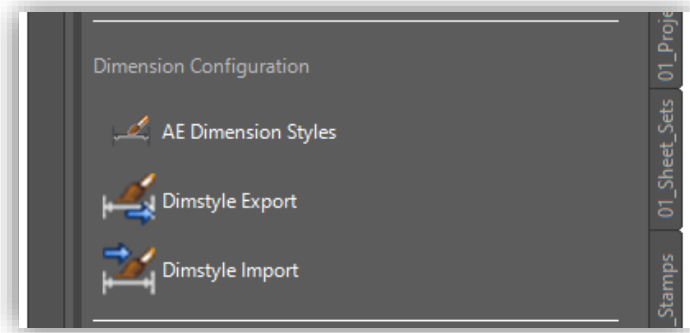 Dimension Configuration
AE Dimension Styles
Dimstyle Export
Dimstyle Import
01_Proje
01_Sheet_Sets
_Stamps